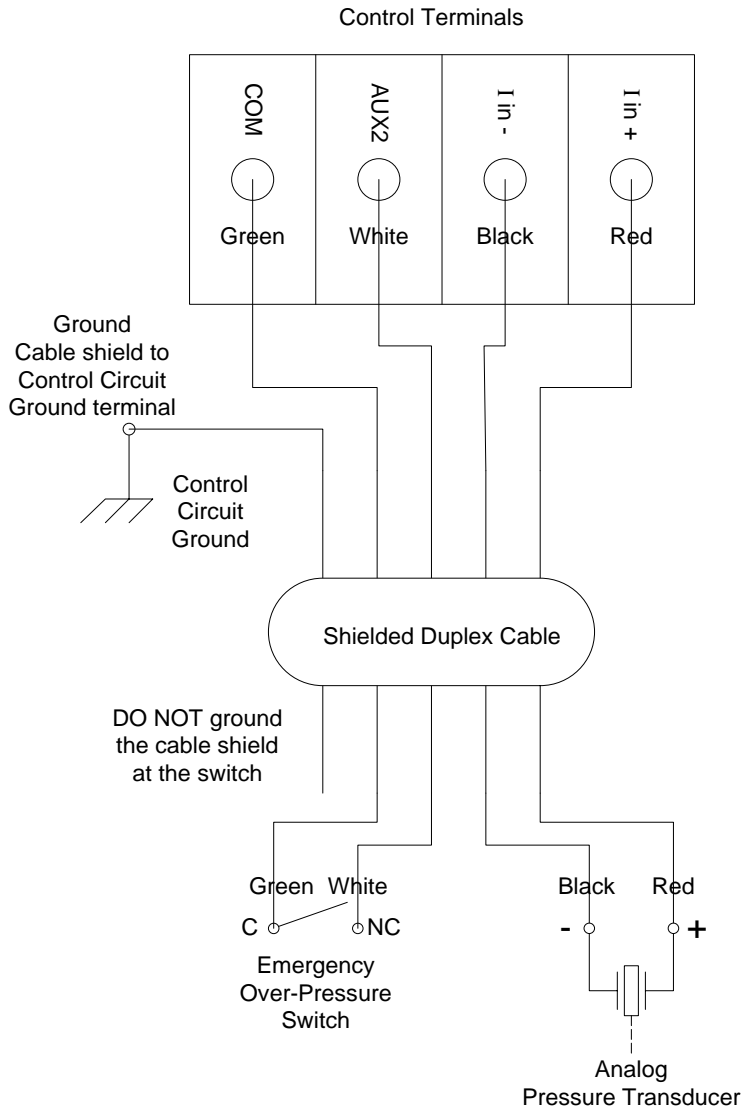 Control Terminals
COM
AUX2
I in -
I in +
Green
White
Black
Red
Ground
Cable shield to
Control Circuit
Ground terminal
Control
Circuit
Ground
Shielded Duplex Cable
DO NOT ground
the cable shield
at the switch
Green White
Black Red
C
NC
-
+
Emergency
Over-Pressure
Switch
Analog
Pressure Transducer